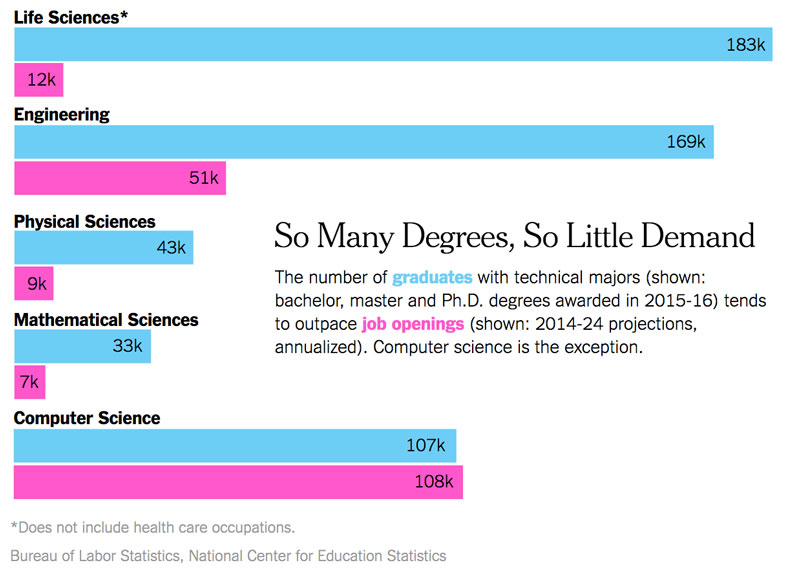 Life Sciences*
183k
12k
Engineering
169k
51k
Physical Sciences
43k
9k
So Many Degrees, So Little Demand
The number of graduates with technical majors (shown:
bachelor, master and Ph.D. degrees awarded in 2015-16) tends
to outpace job openings (shown: 2014-24 projections,
annualized). Computer science is the exception.
Mathematical Sciences
33k
7k
Computer Science
107k
108k
*Does not include health care occupations.
Bureau of Labor Statistics, National Center for Education Statistics